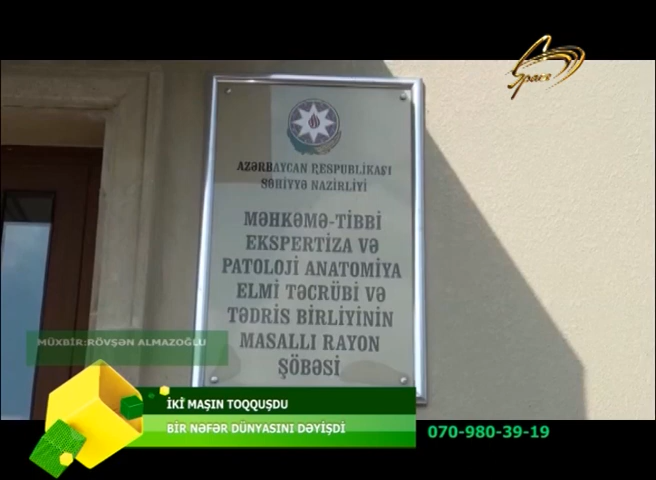 Space
AZƏRBAYCAN RESPUBLİKASI
SƏHİYYƏ NAZİRLİYİ
MƏHKƏMƏ-TİBBİ
EKSPERTİZA VƏ
PATOLOJİ ANATOMİYA
ELMİ TƏCRÜBİ VƏ
TƏDRİS BİRLİYİNİN
MASALLI RAYON
ŞÖBƏSİ
MÜXBİR:RÖVŞƏN ALMAZOĞLU
İKİ MAŞIN TOQQUŞDU
BİR NƏFƏR DÜNYASINI DƏYİŞDİ
070-980-39-19